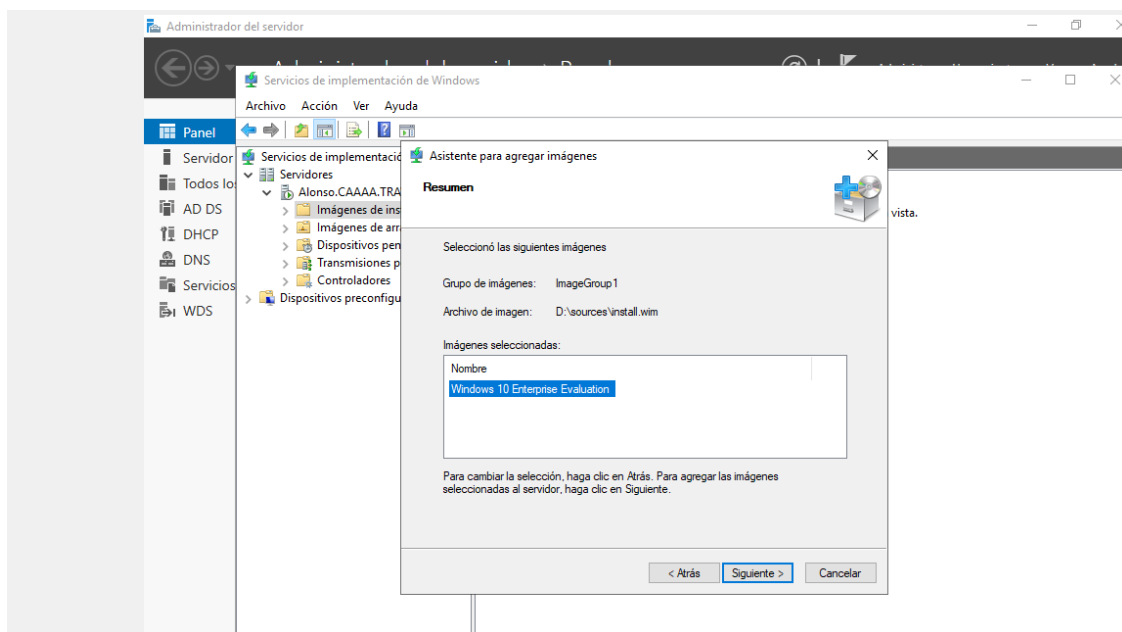 Administrador del servidor
Servicios de implementación de Windows
Archivo Acción Ver Ayuda
Panel
Servidor
Todos los
AD DS
DHCP
DNS
Servicios
WDS
Servicios de implementació
Servidores
Alonso.CAAAA.TRA
Imágenes de ins
Imágenes de arr
Dispositivos pen
Transmisiones p
Controladores
Dispositivos preconfigu
Asistente para agregar imágenes
Resumen
vista.
Seleccionó las siguientes imágenes
Grupo de imágenes: ImageGroup1
Archivo de imagen: D:\sources\install.wim
Imágenes seleccionadas:
Nombre
Windows 10 Enterprise Evaluation
Para cambiar la selección, haga clic en Atrás. Para agregar las imágenes
seleccionadas al servidor, haga clic en Siguiente.
< Atrás Siguiente > Cancelar